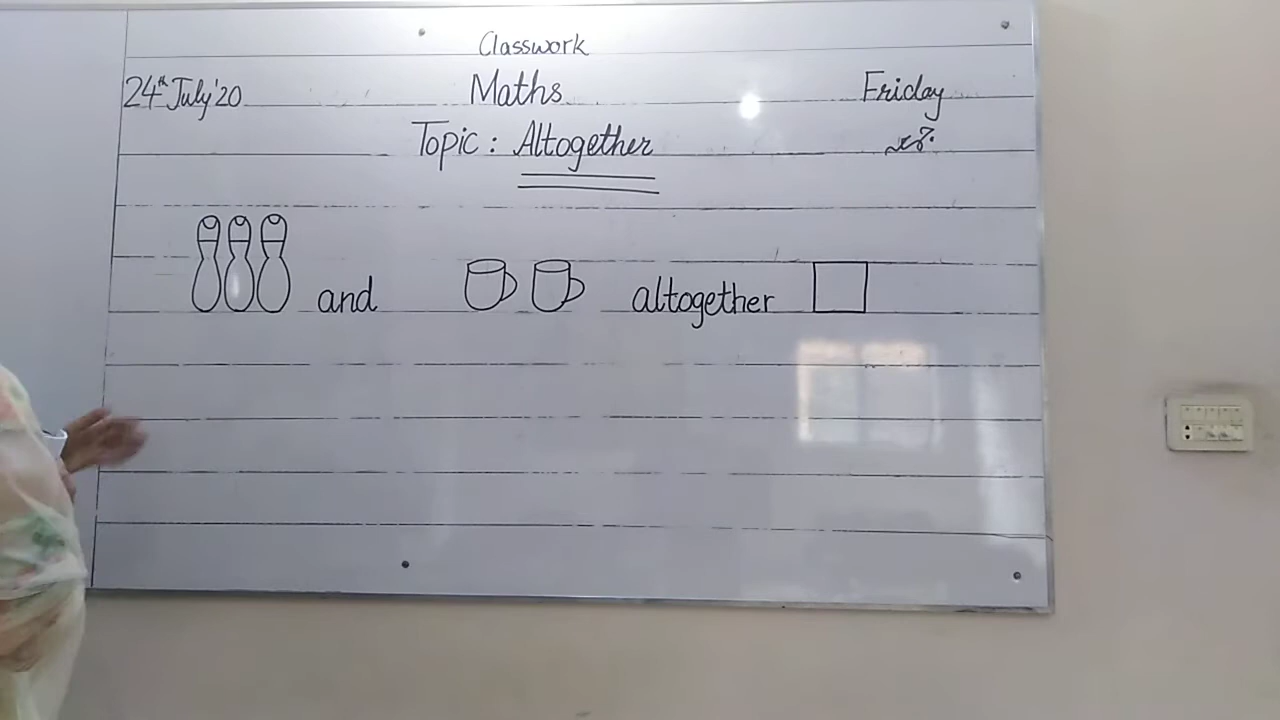 Classwork
24th July'20 Maths Friday
Topic : Altogether
and altogether